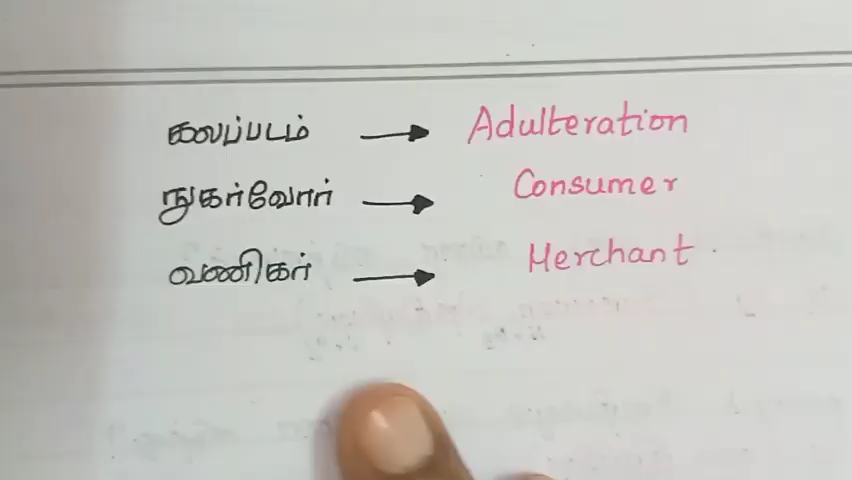 கலப்படம் → Adulteration
நுகர்வோர் → Consumer
வணிகர் → Merchant